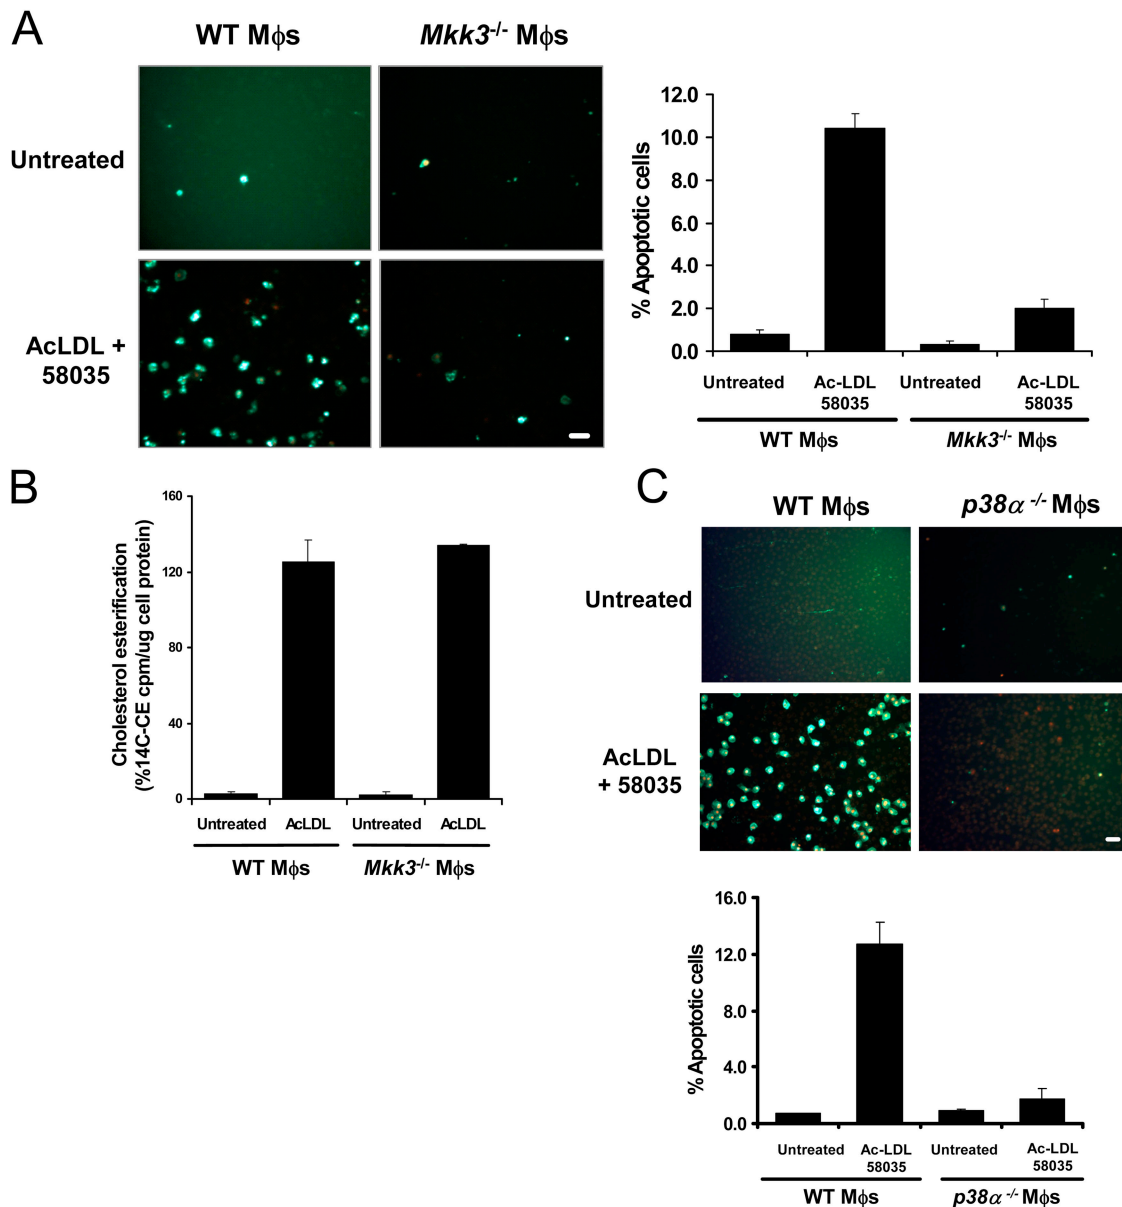 A
WT Mϕs
Mkk3-/- Mϕs
Untreated
AcLDL +
58035
% Apoptotic cells
12.0
10.0
8.0
6.0
4.0
2.0
0.0
Untreated
Ac-LDL
58035
Untreated
Ac-LDL
58035
WT Mϕs
Mkk3-/- Mϕs
B
Cholesterol esterification
(%14C-CE cpm/ug cell protein)
160
120
80
40
0
Untreated
AcLDL
Untreated
AcLDL
WT Mϕs
Mkk3-/- Mϕs
C
WT Mϕs
p38α -/- Mϕs
Untreated
AcLDL
+ 58035
% Apoptotic cells
16.0
12.0
8.0
4.0
0.0
Untreated
Ac-LDL
58035
Untreated
Ac-LDL
58035
WT Mϕs
p38α -/- Mϕs